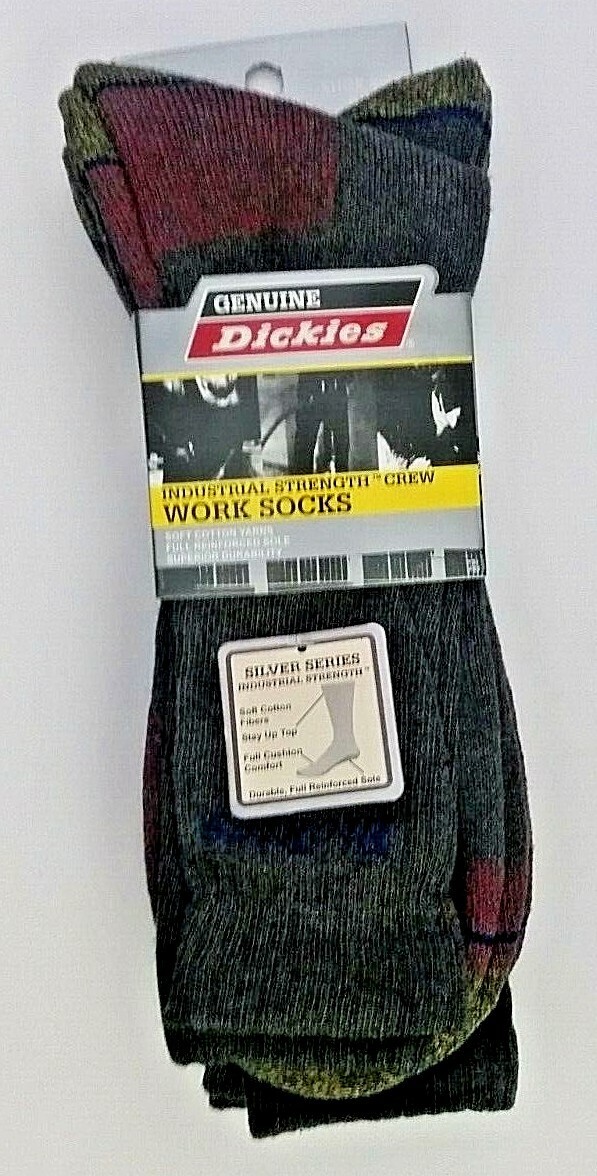 GENUINE
Dickies®
INDUSTRIAL STRENGTH™ CREW
WORK SOCKS
SOFT COTTON YARNS
FULL REINFORCED SOLE
SUPERIOR DURABILITY
SILVER SERIES
INDUSTRIAL STRENGTH™
Soft Cotton
Fibers
Stay Up Top
Full Cushion
Comfort
Durable, Full Reinforced Sole